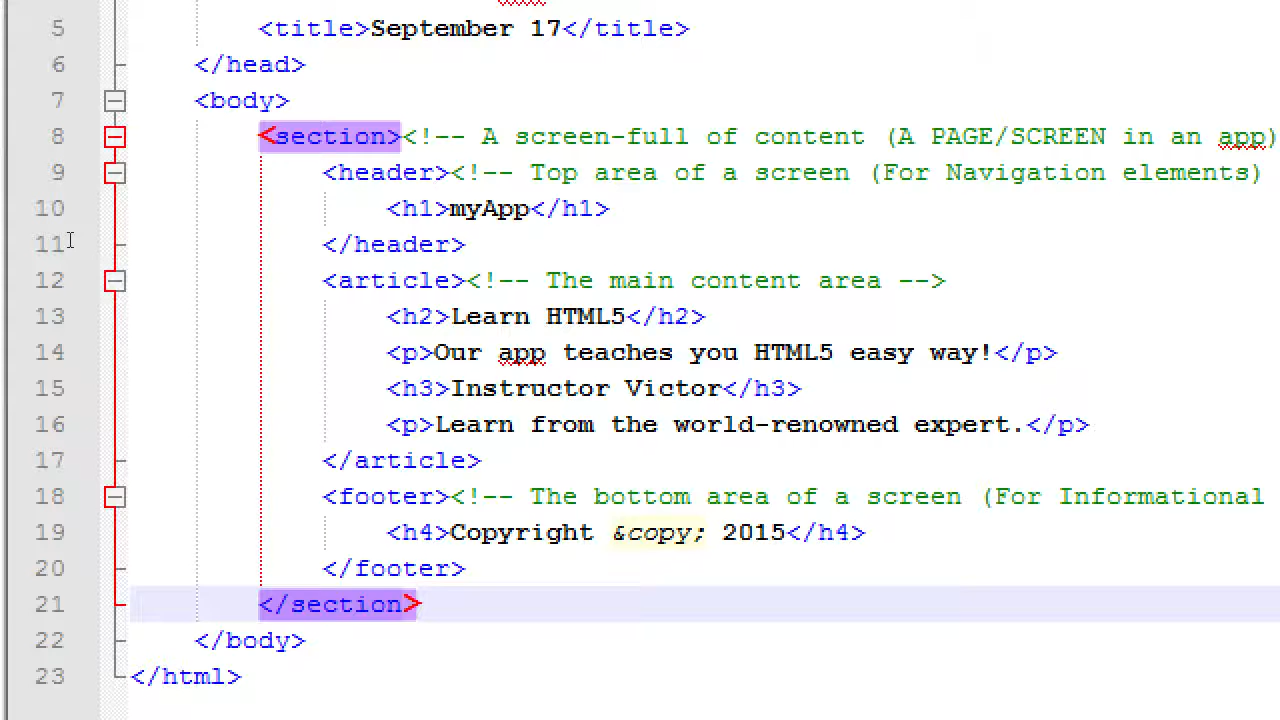 5 <title>September 17</title>
6 </head>
7 <body>
8 <section><!-- A screen-full of content (A PAGE/SCREEN in an app)
9 <header><!-- Top area of a screen (For Navigation elements)
10 <h1>myApp</h1>
11 </header>
12 <article><!-- The main content area -->
13 <h2>Learn HTML5</h2>
14 <p>Our app teaches you HTML5 easy way!</p>
15 <h3>Instructor Victor</h3>
16 <p>Learn from the world-renowned expert.</p>
17 </article>
18 <footer><!-- The bottom area of a screen (For Informational
19 <h4>Copyright &copy; 2015</h4>
20 </footer>
21 </section>
22 </body>
23 </html>